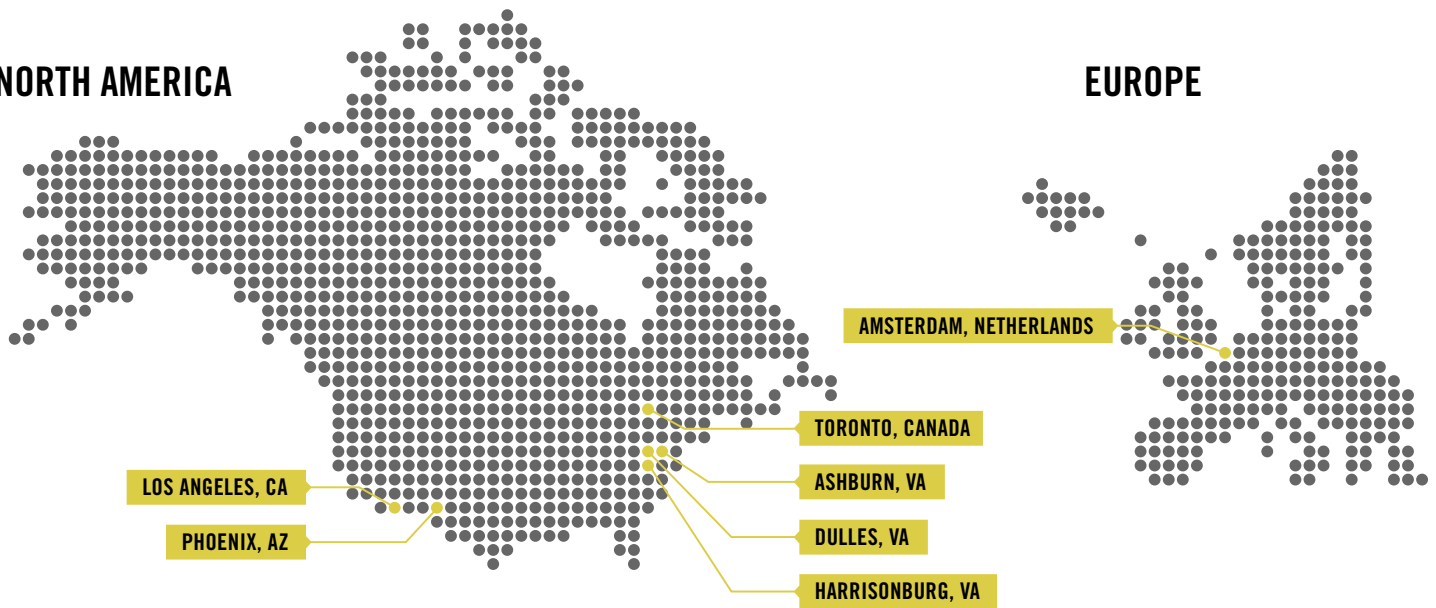 NORTH AMERICA
EUROPE
AMSTERDAM, NETHERLANDS
TORONTO, CANADA
ASHBURN, VA
LOS ANGELES, CA
DULLES, VA
PHOENIX, AZ
HARRISONBURG, VA